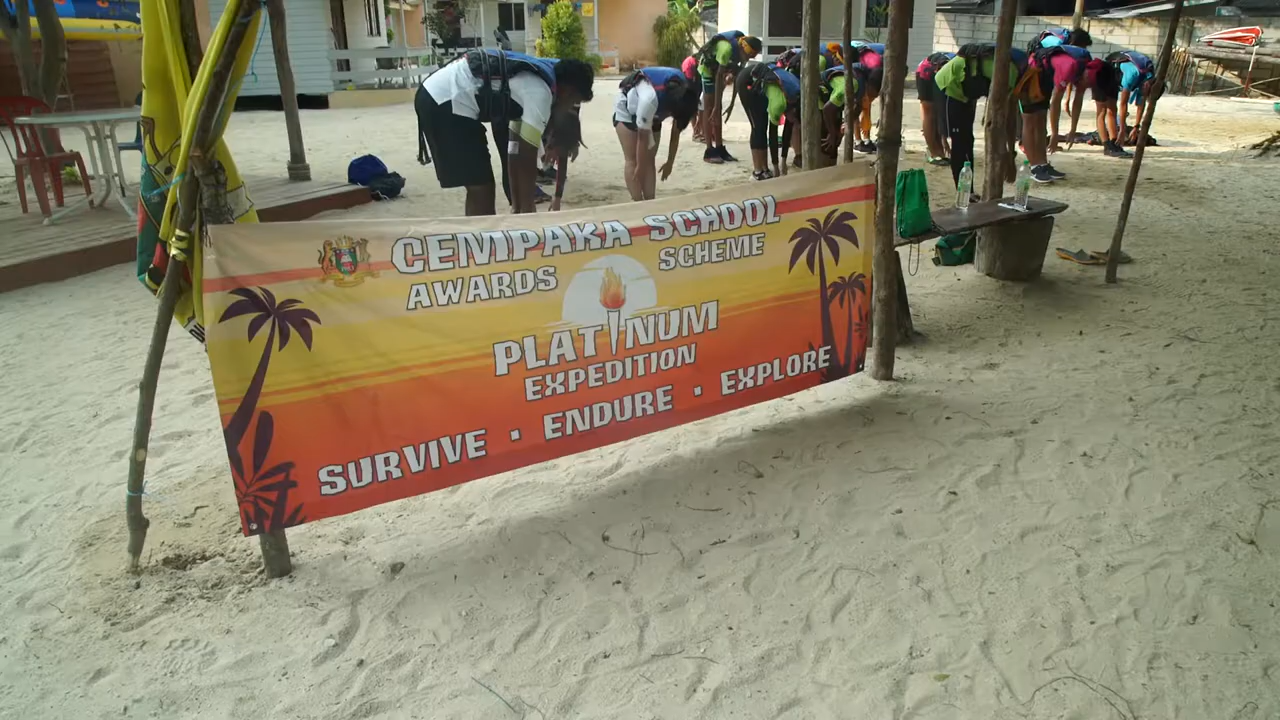 CEMPAKA SCHOOL
AWARDS SCHEME
PLATINUM
EXPEDITION
SURVIVE · ENDURE · EXPLORE